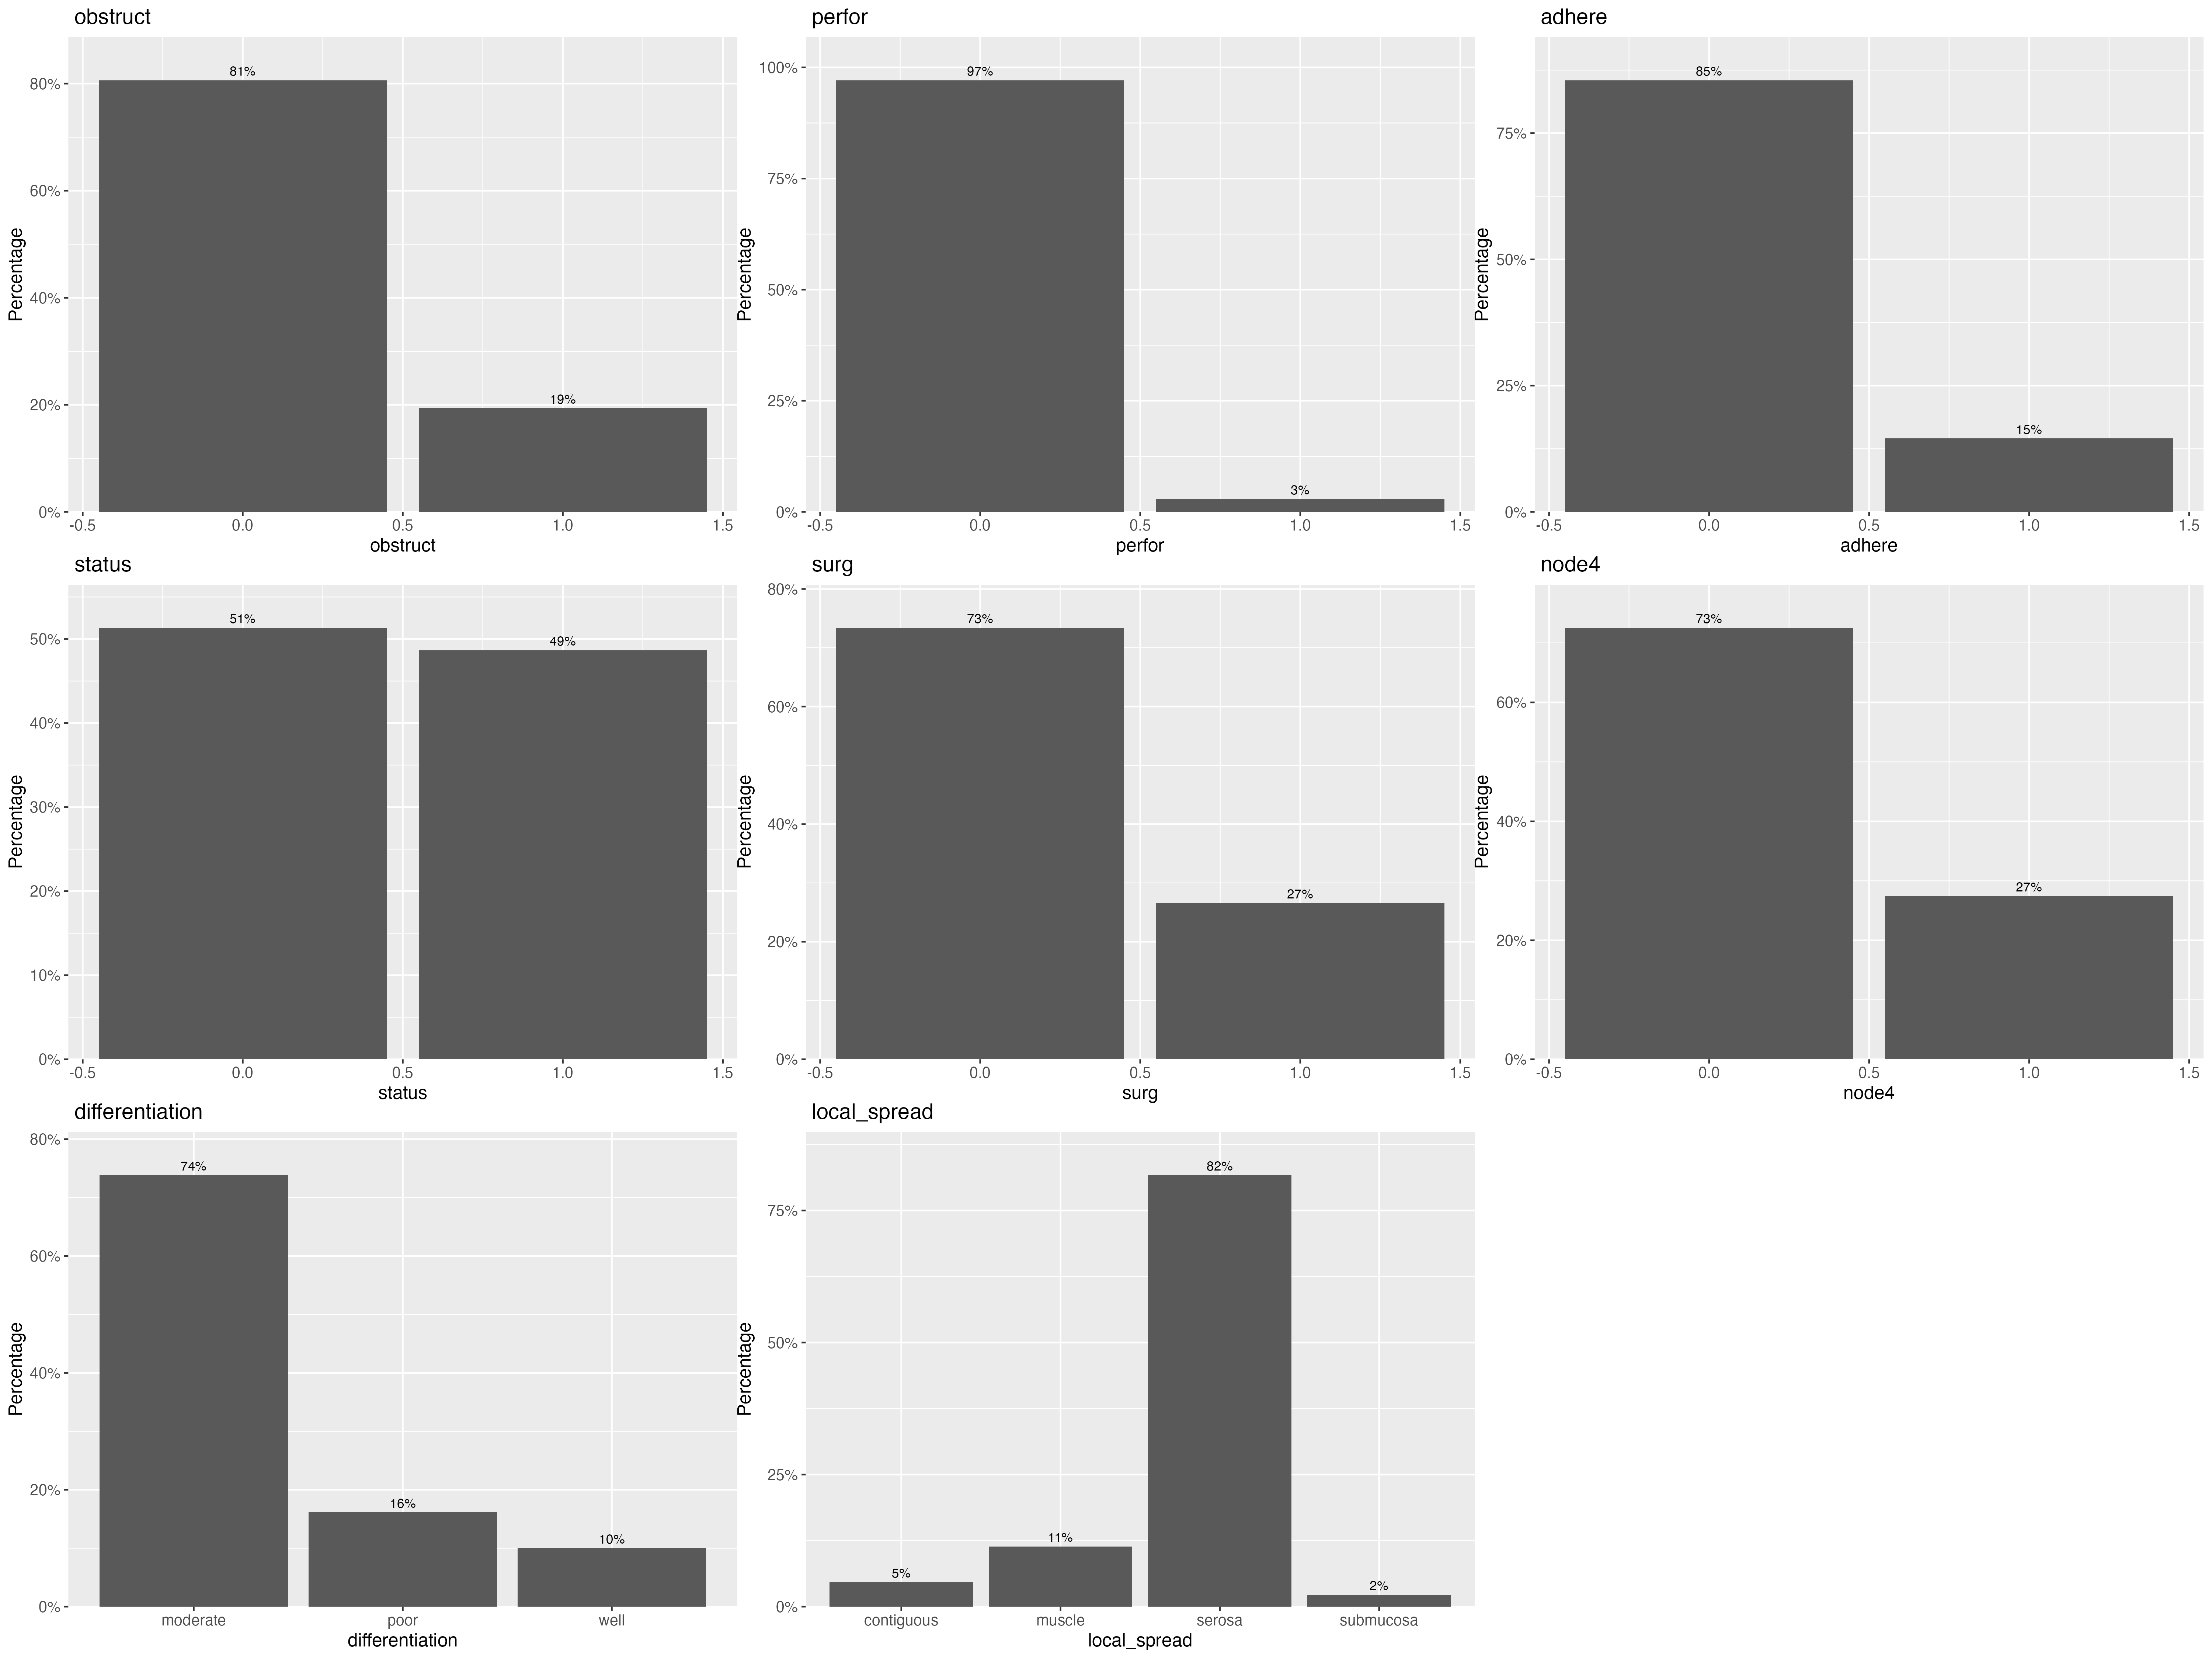 obstruct
Percentage
80%
60%
40%
20%
0%
81%
19%
-0.5 0.0 0.5 1.0 1.5
obstruct
perfor
Percentage
100%
75%
50%
25%
0%
97%
3%
-0.5 0.0 0.5 1.0 1.5
perfor
adhere
Percentage
75%
50%
25%
0%
85%
15%
-0.5 0.0 0.5 1.0 1.5
adhere
status
Percentage
50%
40%
30%
20%
10%
0%
51%
49%
-0.5 0.0 0.5 1.0 1.5
status
surg
Percentage
80%
60%
40%
20%
0%
73%
27%
-0.5 0.0 0.5 1.0 1.5
surg
node4
Percentage
60%
40%
20%
0%
73%
27%
-0.5 0.0 0.5 1.0 1.5
node4
differentiation
Percentage
80%
60%
40%
20%
0%
74%
16%
10%
moderate poor well
differentiation
local_spread
Percentage
75%
50%
25%
0%
5%
11%
82%
2%
contiguous muscle serosa submucosa
local_spread